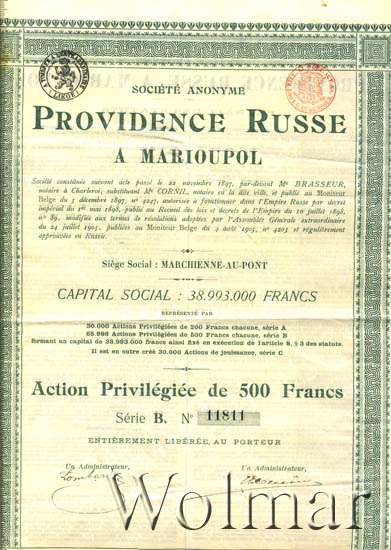 SOCIÉTÉ ANONYME
PROVIDENCE RUSSE
A MARIOUPOL
Société constituée suivant acte passé le 22 novembre 1897, par-devant Me BRASSEUR,
notaire à Charleroi, substituant Me CORNIL, notaire en la dite ville, et publié au Moniteur
Belge du 5 décembre 1897, no 4247, autorisée à fonctionner dans l'Empire Russe par décret
impérial du 1er mai 1898, publié au Recueil des lois et décrets de l'Empire du 10 juillet 1898,
no 89, modifiée aux termes de résolutions adoptées par l'Assemblée Générale extraordinaire
du 24 juillet 1905, publiées au Moniteur Belge du 4 août 1905, no 4203 et régulièrement
approuvées en Russie.
Siège Social : MARCHIENNE-AU-PONT
CAPITAL SOCIAL : 38.993.000 FRANCS
REPRÉSENTÉ PAR
30.000 Actions Privilégiées de 200 Francs chacune, série A
65.986 Actions Privilégiées de 500 Francs chacune, série B
formant un capital de 38.993.000 francs ainsi fixé en exécution de l'article 8, § 3 des statuts.
Il est en outre créé 30.000 Actions de jouissance, série C
Action Privilégiée de 500 Francs
Série B. No 11811
ENTIÈREMENT LIBÉRÉE, AU PORTEUR
Un Administrateur, Un Administrateur,
Wolmar